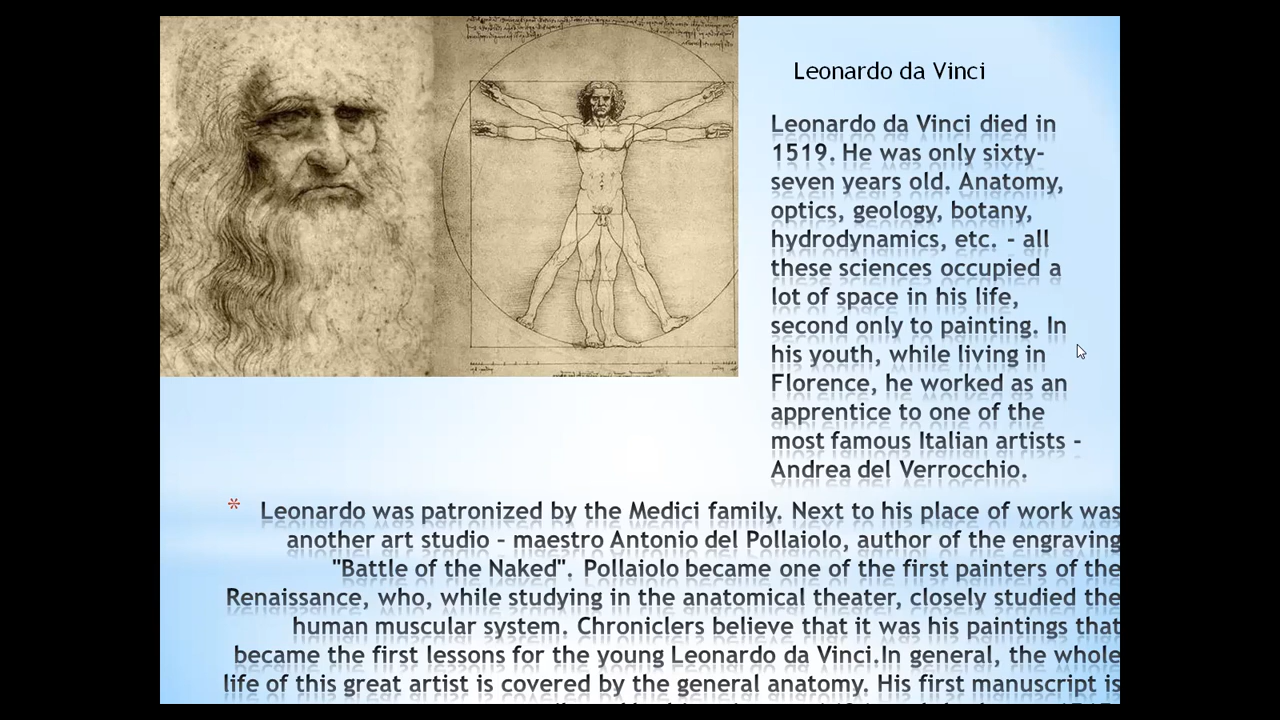 Leonardo da Vinci
Leonardo da Vinci died in
1519. He was only sixty-
seven years old. Anatomy,
optics, geology, botany,
hydrodynamics, etc. - all
these sciences occupied a
lot of space in his life,
second only to painting. In
his youth, while living in
Florence, he worked as an
apprentice to one of the
most famous Italian artists -
Andrea del Verrocchio.
* Leonardo was patronized by the Medici family. Next to his place of work was
another art studio - maestro Antonio del Pollaiolo, author of the engraving
"Battle of the Naked". Pollaiolo became one of the first painters of the
Renaissance, who, while studying in the anatomical theater, closely studied the
human muscular system. Chroniclers believe that it was his paintings that
became the first lessons for the young Leonardo da Vinci.In general, the whole
life of this great artist is covered by the general anatomy. His first manuscript is